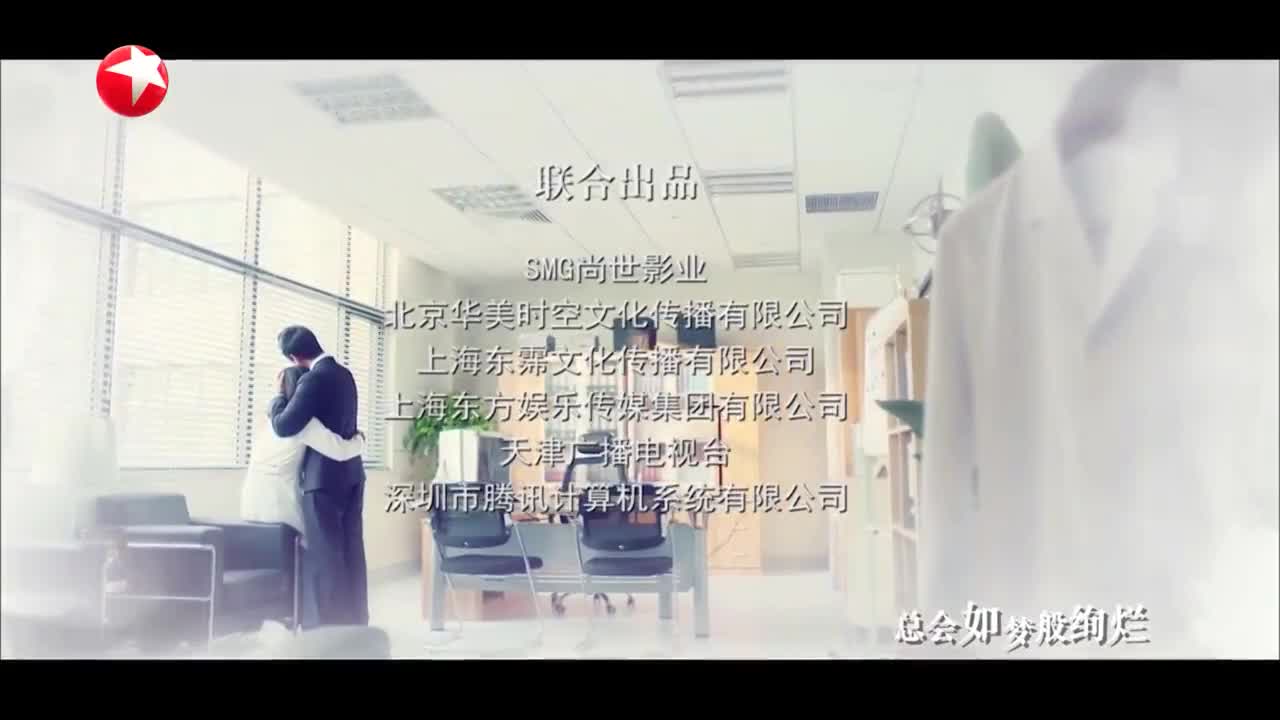 联合出品
SMG尚世影业
北京华美时空文化传播有限公司
上海东霈文化传播有限公司
上海东方娱乐传媒集团有限公司
天津广播电视台
深圳市腾讯计算机系统有限公司
总会如梦般绚烂